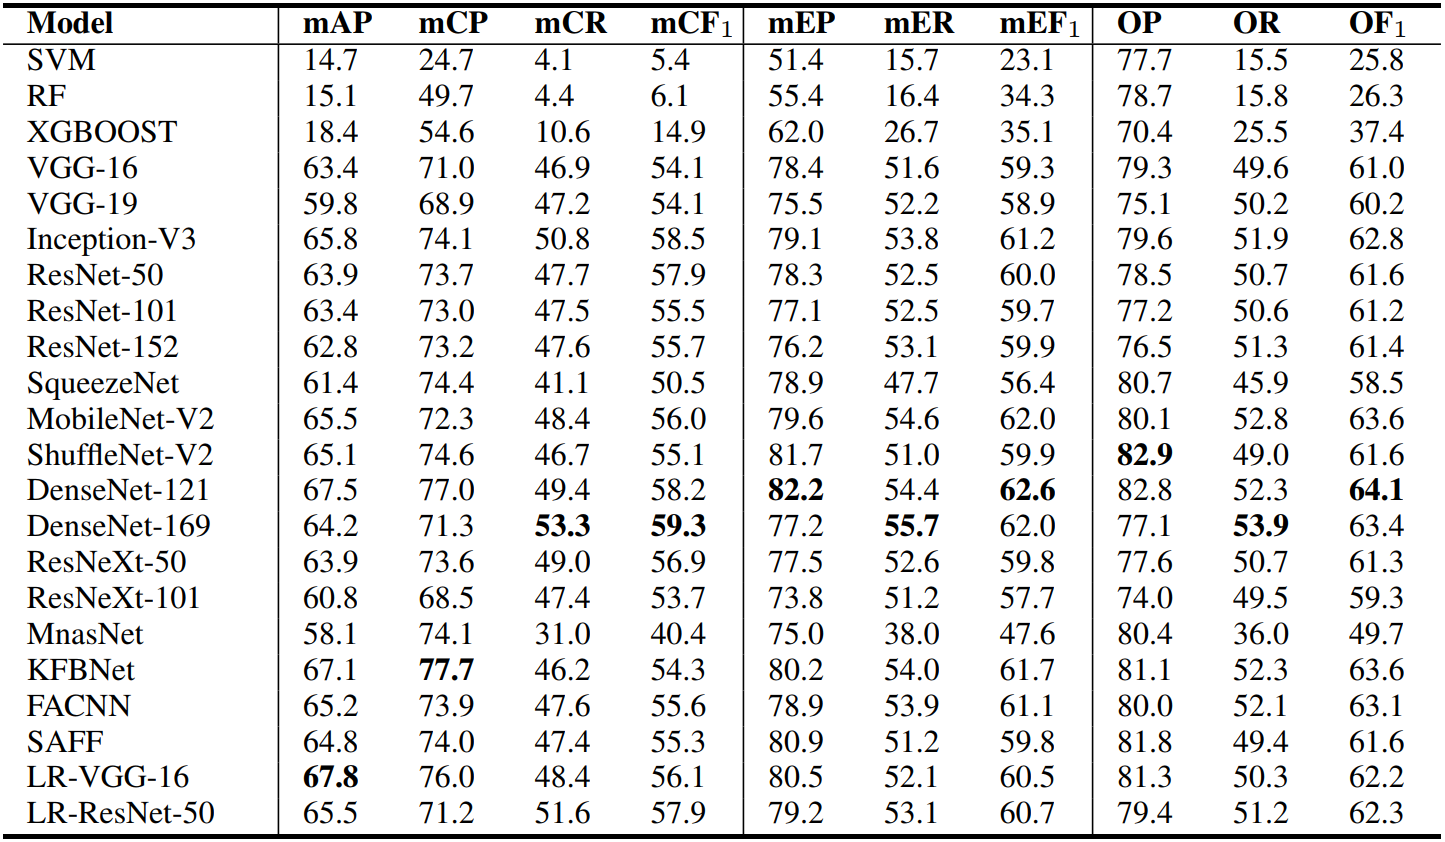 Model mAP mCP mCR mCF1 mEP mER mEF1 OP OR OF1
SVM 14.7 24.7 4.1 5.4 51.4 15.7 23.1 77.7 15.5 25.8
RF 15.1 49.7 4.4 6.1 55.4 16.4 34.3 78.7 15.8 26.3
XGBOOST 18.4 54.6 10.6 14.9 62.0 26.7 35.1 70.4 25.5 37.4
VGG-16 63.4 71.0 46.9 54.1 78.4 51.6 59.3 79.3 49.6 61.0
VGG-19 59.8 68.9 47.2 54.1 75.5 52.2 58.9 75.1 50.2 60.2
Inception-V3 65.8 74.1 50.8 58.5 79.1 53.8 61.2 79.6 51.9 62.8
ResNet-50 63.9 73.7 47.7 57.9 78.3 52.5 60.0 78.5 50.7 61.6
ResNet-101 63.4 73.0 47.5 55.5 77.1 52.5 59.7 77.2 50.6 61.2
ResNet-152 62.8 73.2 47.6 55.7 76.2 53.1 59.9 76.5 51.3 61.4
SqueezeNet 61.4 74.4 41.1 50.5 78.9 47.7 56.4 80.7 45.9 58.5
MobileNet-V2 65.5 72.3 48.4 56.0 79.6 54.6 62.0 80.1 52.8 63.6
ShuffleNet-V2 65.1 74.6 46.7 55.1 81.7 51.0 59.9 82.9 49.0 61.6
DenseNet-121 67.5 77.0 49.4 58.2 82.2 54.4 62.6 82.8 52.3 64.1
DenseNet-169 64.2 71.3 53.3 59.3 77.2 55.7 62.0 77.1 53.9 63.4
ResNeXt-50 63.9 73.6 49.0 56.9 77.5 52.6 59.8 77.6 50.7 61.3
ResNeXt-101 60.8 68.5 47.4 53.7 73.8 51.2 57.7 74.0 49.5 59.3
MnasNet 58.1 74.1 31.0 40.4 75.0 38.0 47.6 80.4 36.0 49.7
KFBNet 67.1 77.7 46.2 54.3 80.2 54.0 61.7 81.1 52.3 63.6
FACNN 65.2 73.9 47.6 55.6 78.9 53.9 61.1 80.0 52.1 63.1
SAFF 64.8 74.0 47.4 55.3 80.9 51.2 59.8 81.8 49.4 61.6
LR-VGG-16 67.8 76.0 48.4 56.1 80.5 52.1 60.5 81.3 50.3 62.2
LR-ResNet-50 65.5 71.2 51.6 57.9 79.2 53.1 60.7 79.4 51.2 62.3